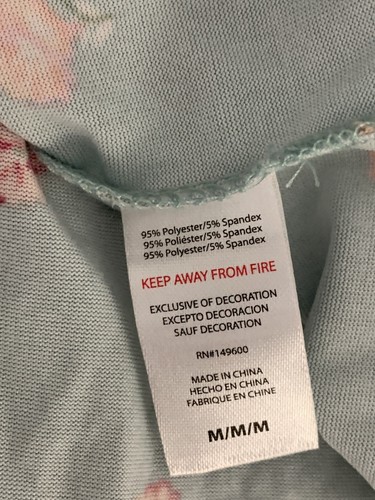 95% Polyester/5% Spandex
95% Poliéster/5% Spandex
95% Polyester/5% Spandex
KEEP AWAY FROM FIRE
EXCLUSIVE OF DECORATION
EXCEPTO DECORACION
SAUF DECORATION
RN#149600
MADE IN CHINA
HECHO EN CHINA
FABRIQUE EN CHINE
M/M/M